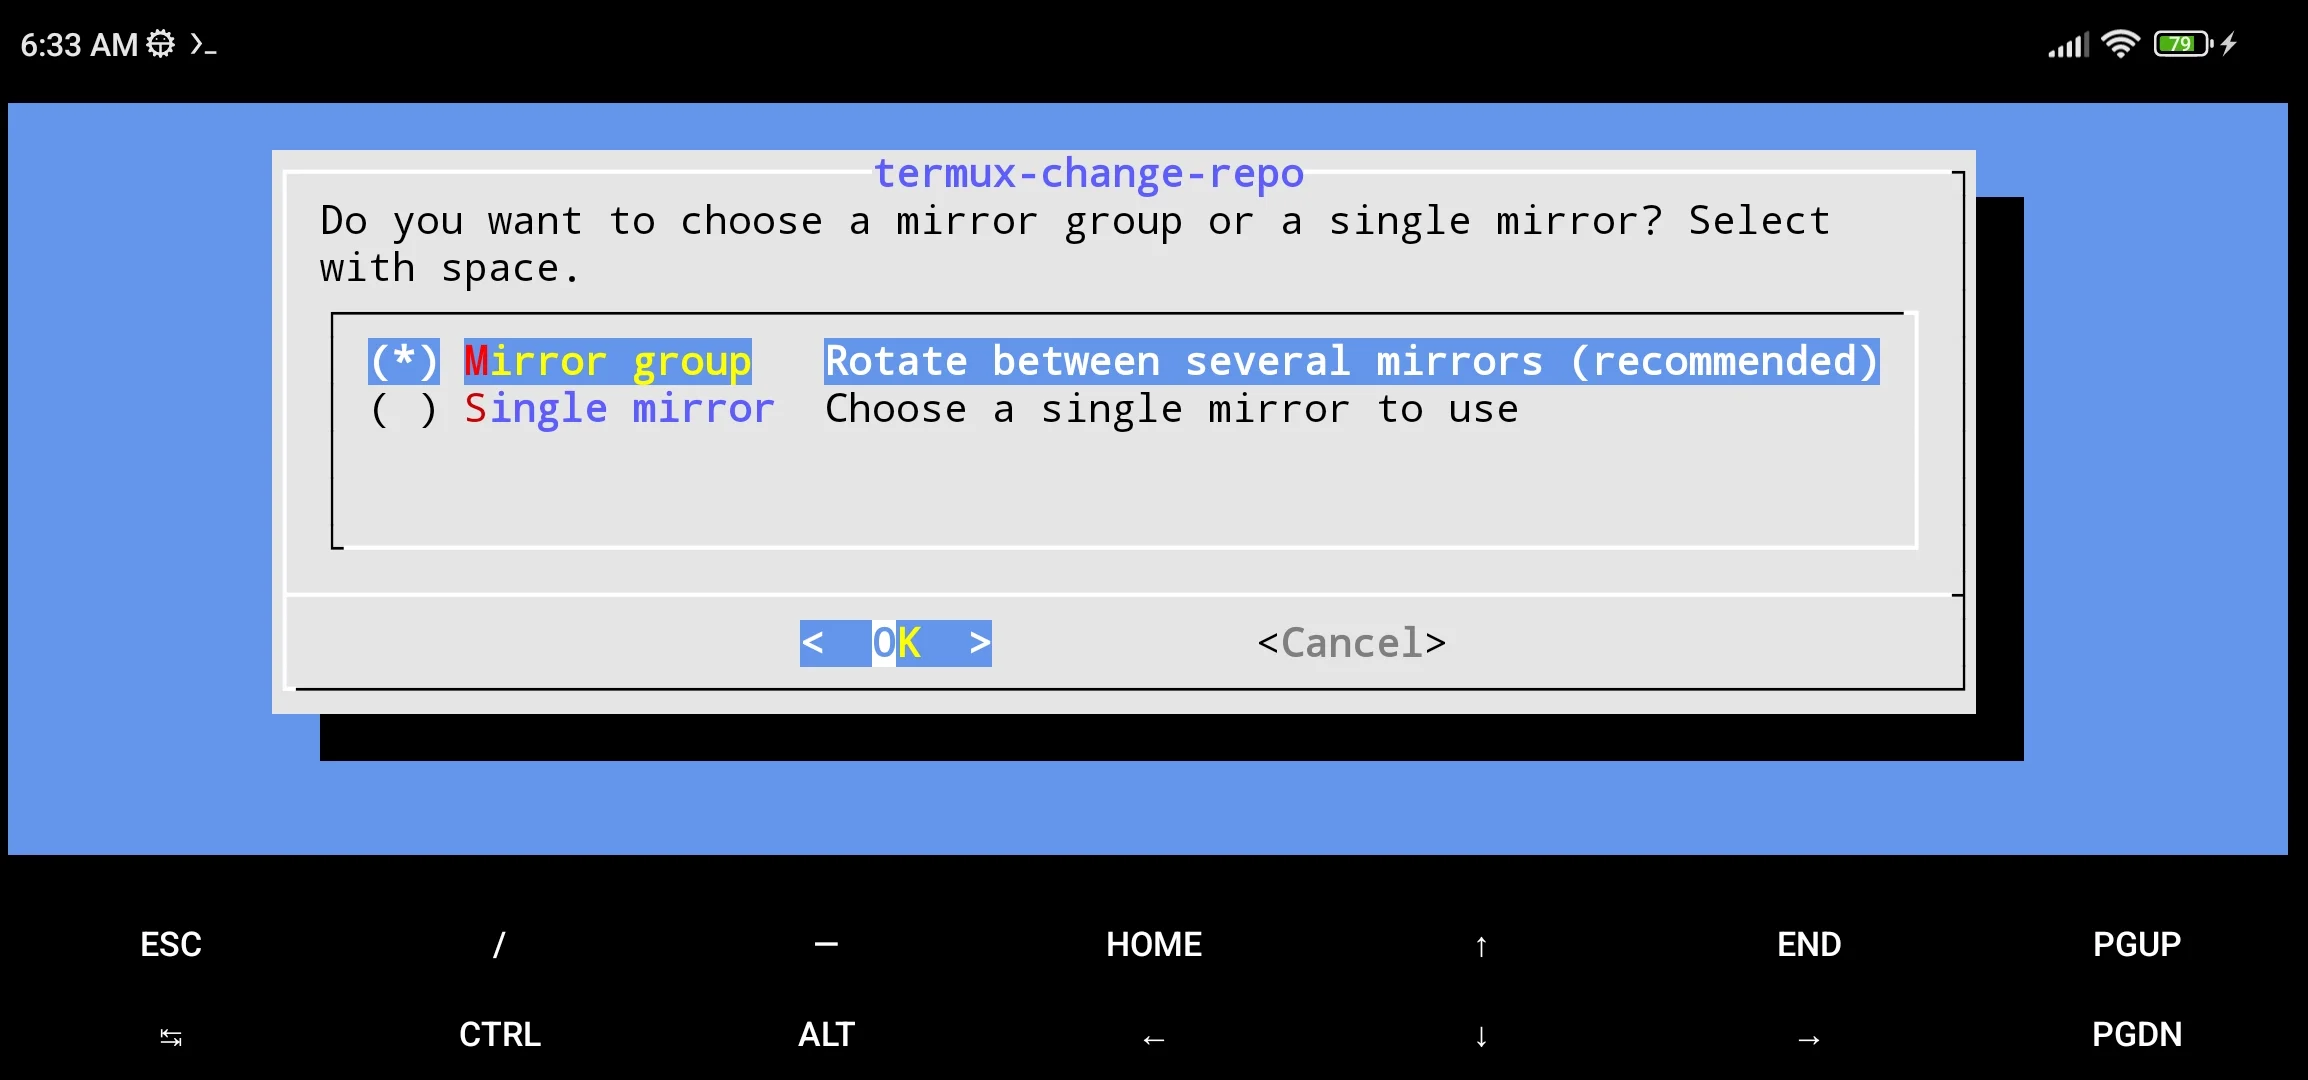 6:33 AM
79
termux-change-repo
Do you want to choose a mirror group or a single mirror? Select
with space.
(*) Mirror group Rotate between several mirrors (recommended)
( ) Single mirror Choose a single mirror to use
< OK > <Cancel>
ESC / — HOME ↑ END PGUP
↹ CTRL ALT ← ↓ → PGDN